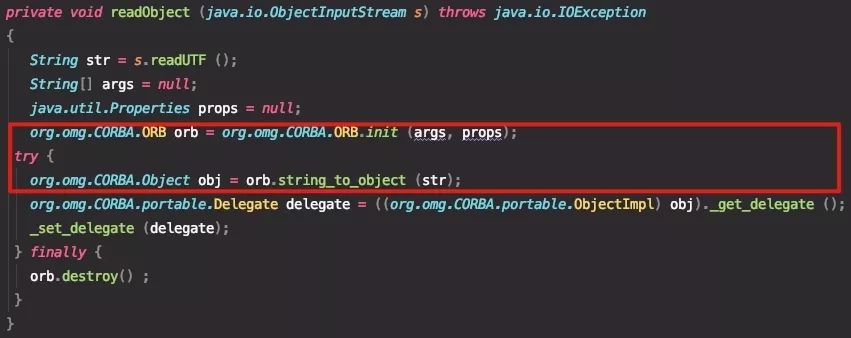 private void readObject (java.io.ObjectInputStream s) throws java.io.IOException
{
String str = s.readUTF ();
String[] args = null;
java.util.Properties props = null;
org.omg.CORBA.ORB orb = org.omg.CORBA.ORB.init (args, props);
try {
org.omg.CORBA.Object obj = orb.string_to_object (str);
org.omg.CORBA.portable.Delegate delegate = ((org.omg.CORBA.portable.ObjectImpl) obj)._get_delegate ();
_set_delegate (delegate);
} finally {
orb.destroy() ;
}
}